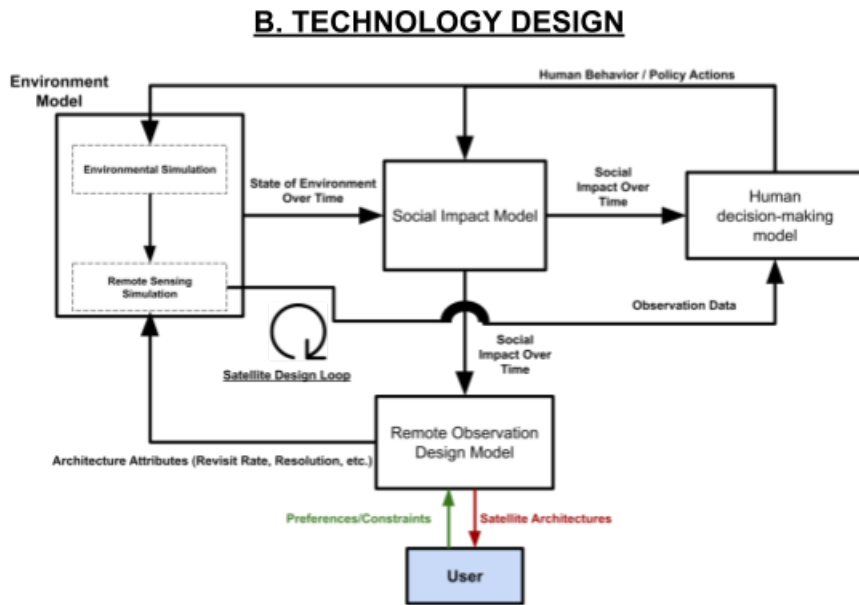 B. TECHNOLOGY DESIGN
Human Behavior / Policy Actions
Environment
Model
Environmental Simulation
State of Environment
Over Time
Social Impact Model
Social
Impact Over
Time
Human
decision-making
model
Remote Sensing
Simulation
Observation Data
Satellite Design Loop
Social
Impact Over
Time
Remote Observation
Design Model
Architecture Attributes (Revisit Rate, Resolution, etc.)
Preferences/Constraints
Satellite Architectures
User